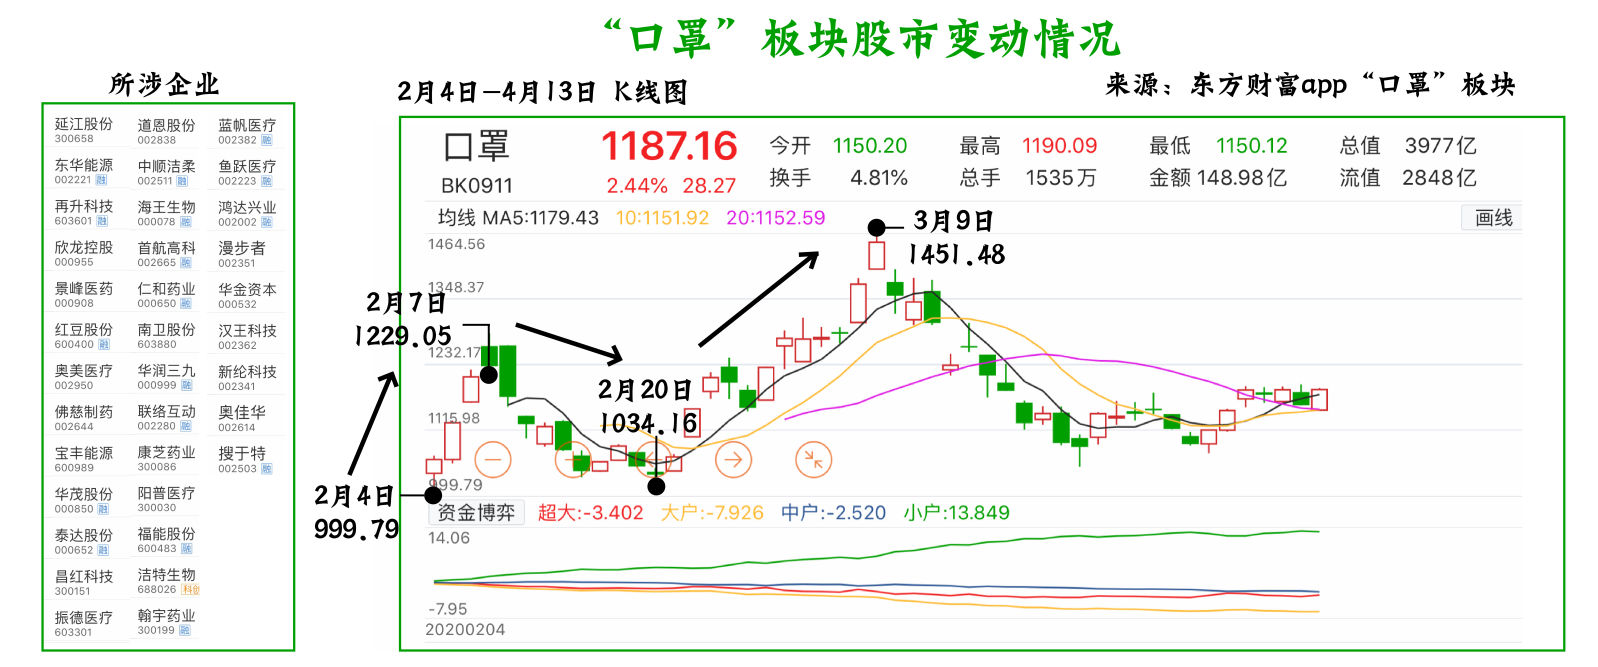 “口罩”板块股市变动情况
所涉企业
延江股份
300658
道恩股份
002838
蓝帆医疗
002382 融
东华能源
002221 融
中顺洁柔
002511 融
鱼跃医疗
002223 融
再升科技
603601 融
海王生物
000078 融
鸿达兴业
002002 融
欣龙控股
000955
首航高科
002665 融
漫步者
002351
景峰医药
000908
仁和药业
000650 融
华金资本
000532
红豆股份
600400 融
南卫股份
603880
汉王科技
002362
奥美医疗
002950
华润三九
000999 融
新纶科技
002341
佛慈制药
002644
联络互动
002280 融
奥佳华
002614
宝丰能源
600989
康芝药业
300086
搜于特
002503 融
华茂股份
000850 融
阳普医疗
300030
泰达股份
000652 融
福能股份
600483 融
昌红科技
300151
洁特生物
688026 科创
振德医疗
603301
翰宇药业
300199 融
2月4日-4月13日 K线图
来源：东方财富app“口罩”板块
口罩
BK0911
1187.16
2.44% 28.27
今开 1150.20 最高 1190.09 最低 1150.12 总值 3977亿
换手 4.81% 总手 1535万 金额 148.98亿 流值 2848亿
均线 MA5:1179.43 10:1151.92 20:1152.59
画线
3月9日
1451.48
1464.56
1348.37
2月7日
1229.05
1232.17
2月20日
1034.16
1115.98
999.79
2月4日
999.79
资金博弈 超大:-3.402 大户:-7.926 中户:-2.520 小户:13.849
14.06
-7.95
20200204